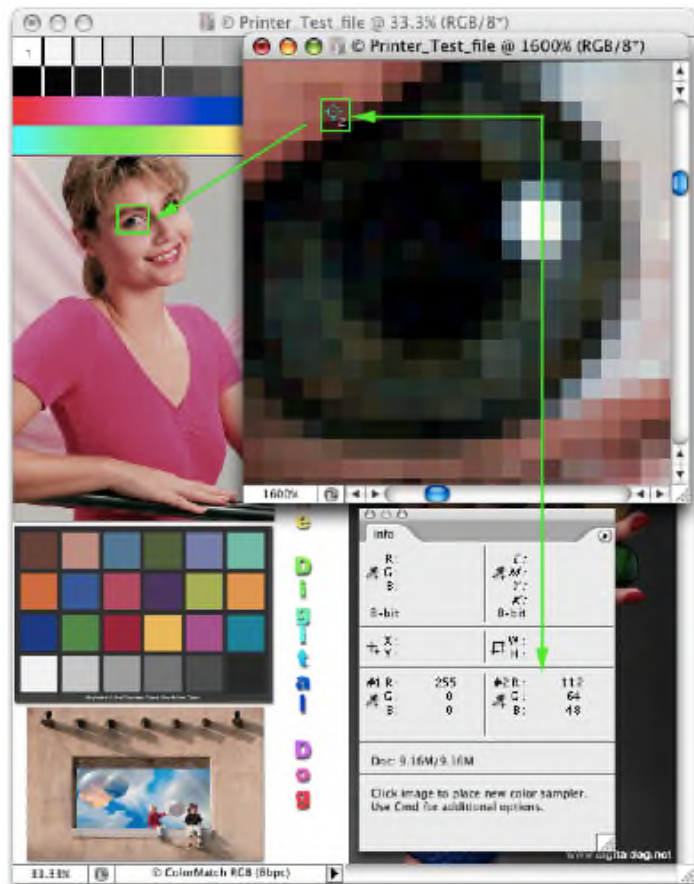 © Printer_Test_file @ 33.3% (RGB/8*)
© Printer_Test_file @ 1600% (RGB/8*)
1
2
1600%
e
Digital
Dog
Info
R:
G
B:
8-bit
C:
M:
Y:
K:
8-bit
X:
Y:
W:
H:
#1 R: 255
G: 0
B: 0
#2 R: 112
G: 64
B: 48
Doc: 9.16M/9.16M
Click image to place new color sampler.
Use Cmd for additional options.
www.digitaldog.net
33.33%
© ColorMatch RGB (8bpc)